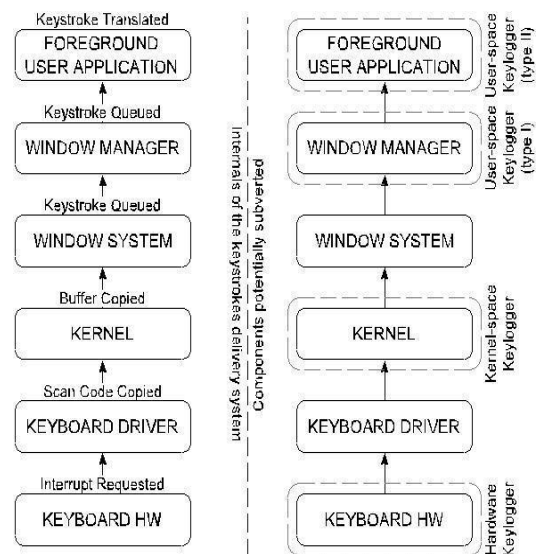 Keystroke Translated
FOREGROUND
USER APPLICATION
Keystroke Queued
WINDOW MANAGER
Keystroke Queued
WINDOW SYSTEM
Buffer Copied
KERNEL
Scan Code Copied
KEYBOARD DRIVER
Interrupt Requested
KEYBOARD HW
Internals of the keystrokes delivery system
Components potentially subverted
FOREGROUND
USER APPLICATION
User-space
Keylogger
(type II)
WINDOW MANAGER
User-space
Keylogger
(type I)
WINDOW SYSTEM
KERNEL
Kernel-space
Keylogger
KEYBOARD DRIVER
KEYBOARD HW
Hardware
Keylogger